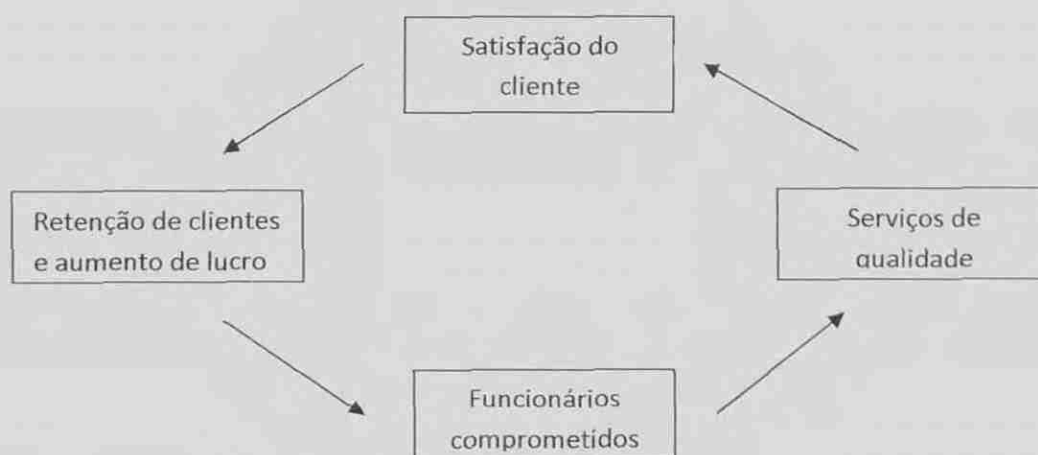 Satisfação do
cliente
Retenção de clientes
e aumento de lucro
Serviços de
qualidade
Funcionários
comprometidos